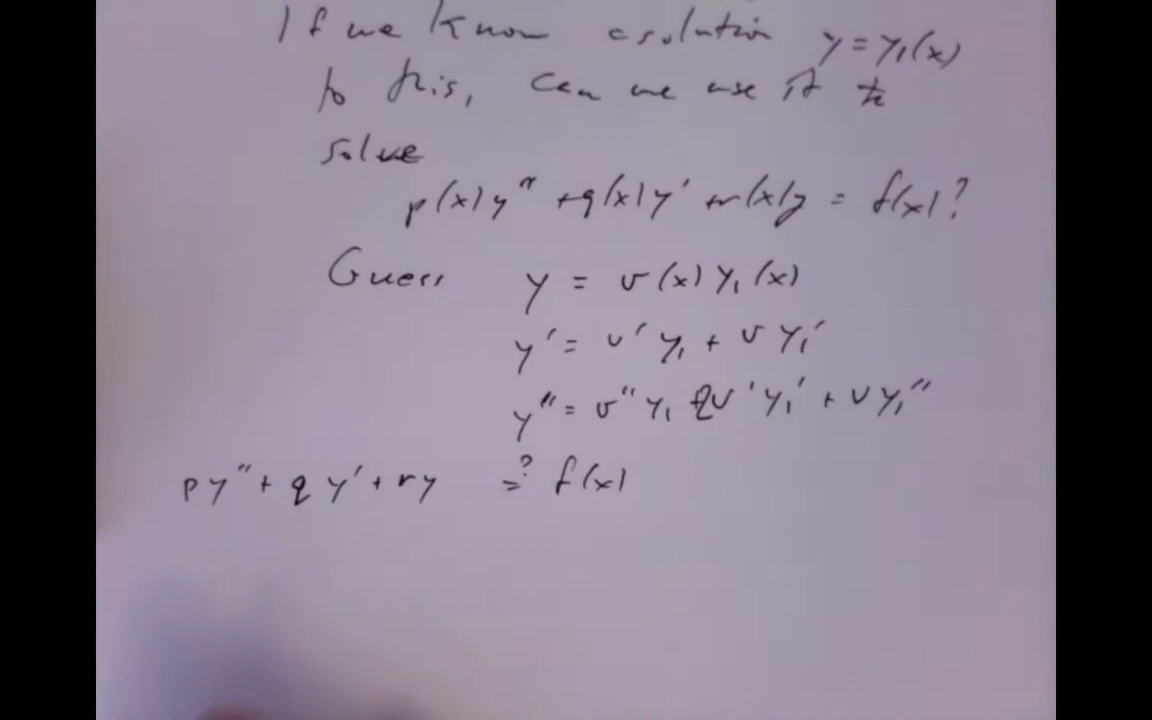 If we know a solution y = y₁(x)
to this, can we use it to
solve
p(x)y" + q(x)y' + r(x)y = f(x)?
Guess y = v(x) y₁(x)
y' = v' y₁ + v y₁'
y" = v" y₁ 2v' y₁' + v y₁"
py" + qy' + ry =? f(x)